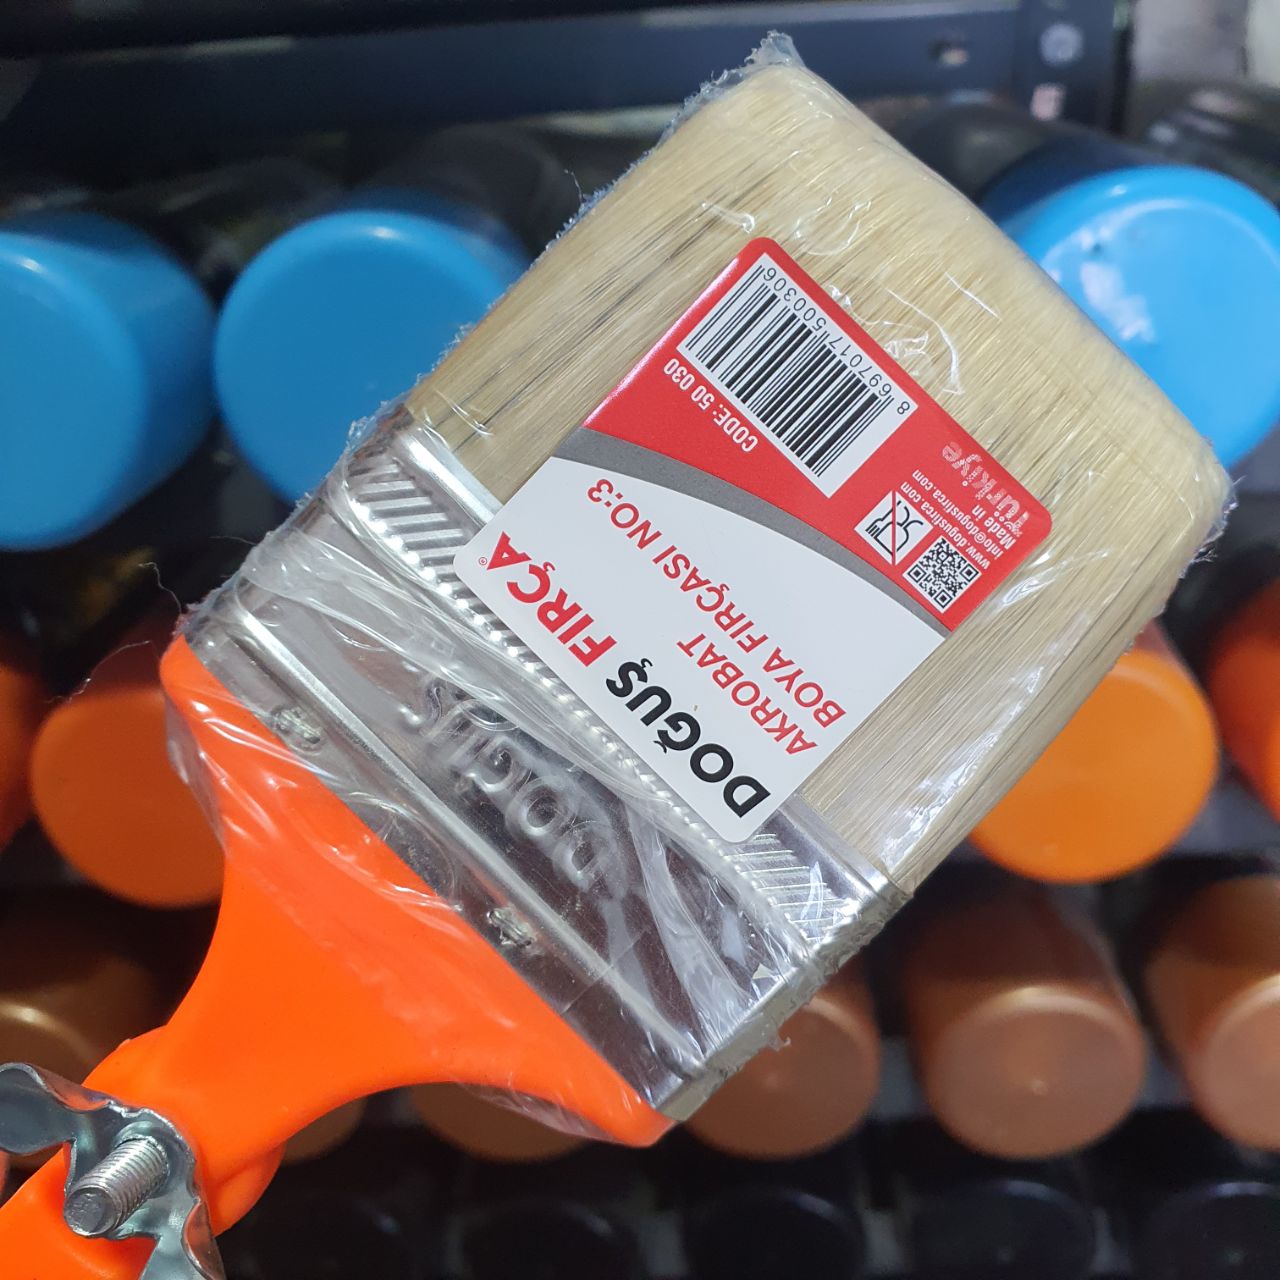 DOĞUŞ FIRÇA®
AKROBAT
BOYA FIRÇASI NO:3
CODE: 50 030
8 697017 500306
www.dogusfirca.com
info@dogusfirca.com
Made in
Türkiye
DOĞUŞ